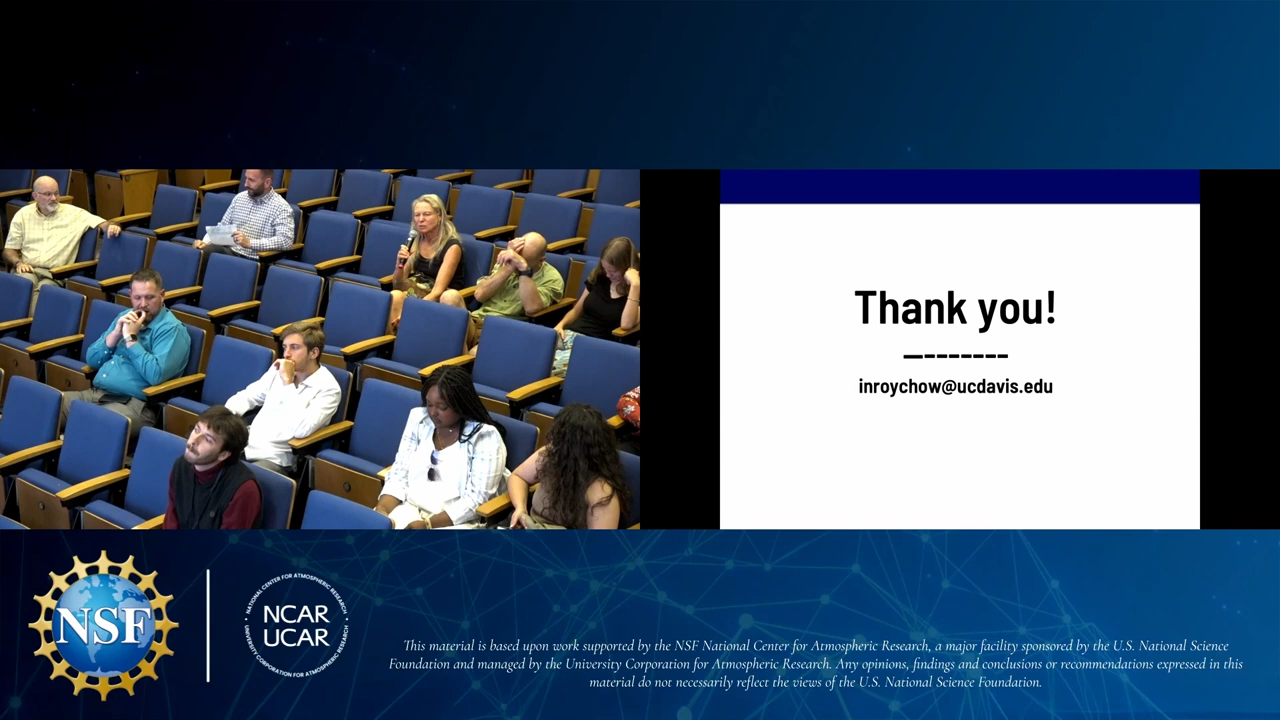 Thank you!
inroychow@ucdavis.edu
NSF
NATIONAL CENTER FOR ATMOSPHERIC RESEARCH
NCAR
UCAR
UNIVERSITY CORPORATION FOR ATMOSPHERIC RESEARCH
This material is based upon work supported by the NSF National Center for Atmospheric Research, a major facility sponsored by the U.S. National Science
Foundation and managed by the University Corporation for Atmospheric Research. Any opinions, findings and conclusions or recommendations expressed in this
material do not necessarily reflect the views of the U.S. National Science Foundation.